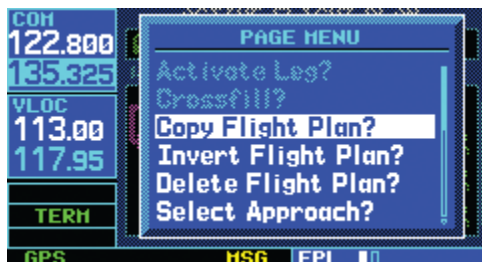 COM
122.800
135.325
VLOC
113.00
117.95
TERM
GPS
PAGE MENU
Activate Leg?
Crossfill?
Copy Flight Plan?
Invert Flight Plan?
Delete Flight Plan?
Select Approach?
MSG
FPL